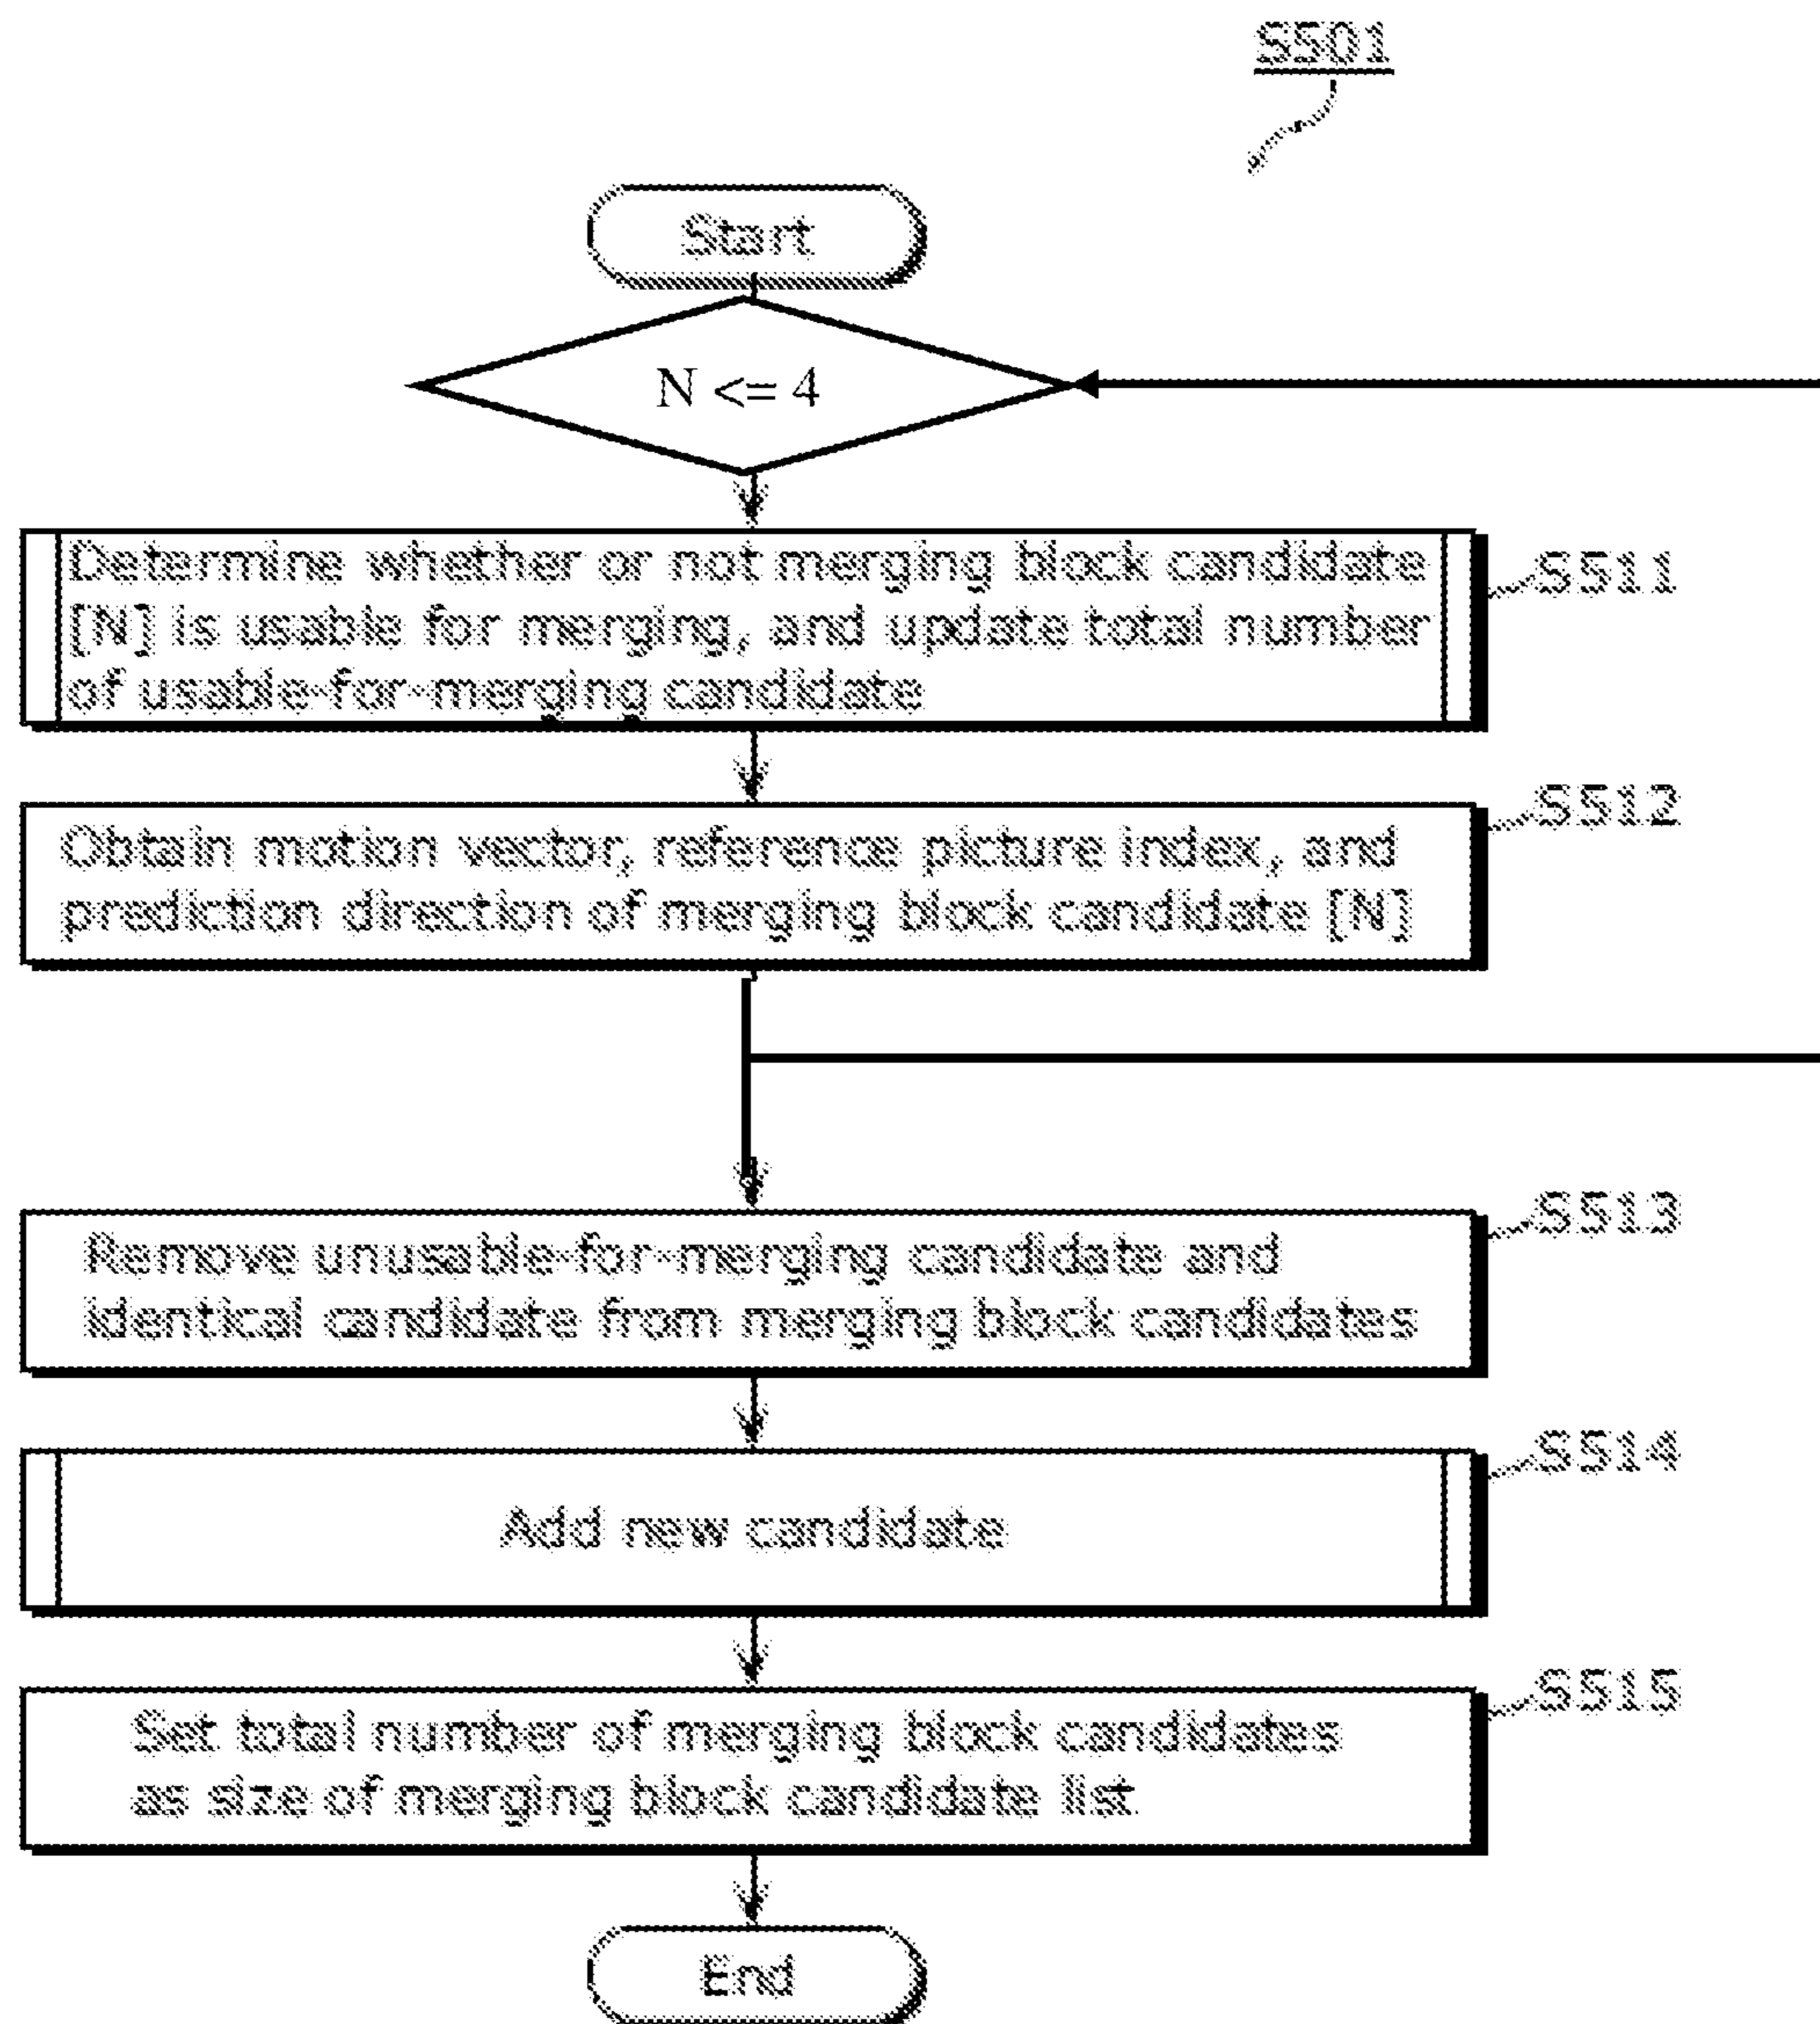 S501
Start
N <= 4
Determine whether or not merging block candidate
[N] is usable for merging, and update total number
of usable-for-merging candidate
S511
Obtain motion vector, reference picture index, and
prediction direction of merging block candidate [N]
S512
Remove unusable-for-merging candidate and
identical candidate from merging block candidates
S513
Add new candidate
S514
Set total number of merging block candidates
as size of merging block candidate list
S515
End